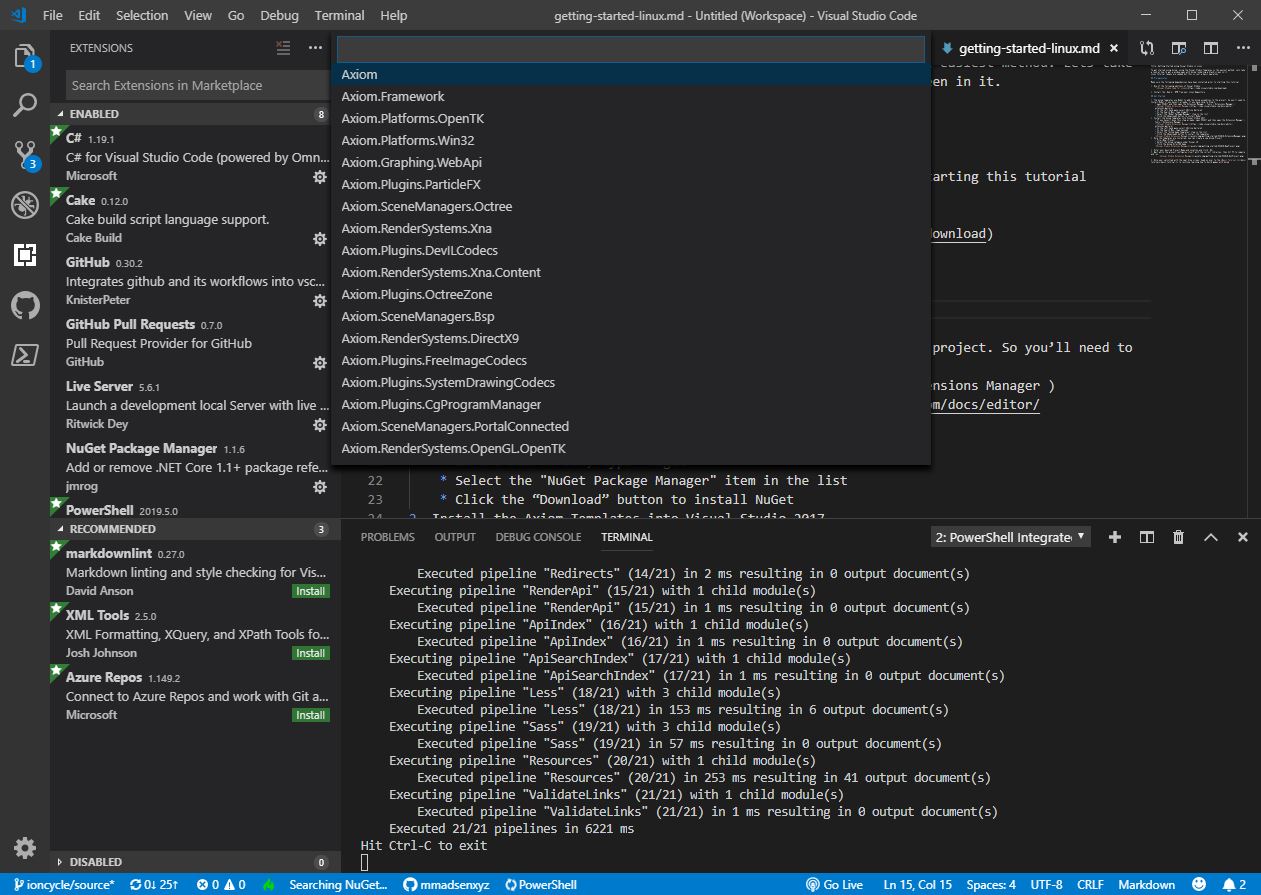 File Edit Selection View Go Debug Terminal Help getting-started-linux.md - Untitled (Workspace) - Visual Studio Code
1
3
EXTENSIONS
Search Extensions in Marketplace
ENABLED 8
C# 1.19.1
C# for Visual Studio Code (powered by Omn...
Microsoft
Cake 0.12.0
Cake build script language support.
Cake Build
GitHub 0.30.2
Integrates github and its workflows into vsc...
KnisterPeter
GitHub Pull Requests 0.7.0
Pull Request Provider for GitHub
GitHub
Live Server 5.6.1
Launch a development local Server with live ...
Ritwick Dey
NuGet Package Manager 1.1.6
Add or remove .NET Core 1.1+ package refe...
jmrog
PowerShell 2019.5.0
RECOMMENDED 3
markdownlint 0.27.0
Markdown linting and style checking for Vis...
David Anson Install
XML Tools 2.5.0
XML Formatting, XQuery, and XPath Tools fo...
Josh Johnson Install
Azure Repos 1.149.2
Connect to Azure Repos and work with Git a...
Microsoft Install
DISABLED 0
Axiom
Axiom.Framework
Axiom.Platforms.OpenTK
Axiom.Platforms.Win32
Axiom.Graphing.WebApi
Axiom.Plugins.ParticleFX
Axiom.SceneManagers.Octree
Axiom.RenderSystems.Xna
Axiom.Plugins.DevILCodecs
Axiom.RenderSystems.Xna.Content
Axiom.Plugins.OctreeZone
Axiom.SceneManagers.Bsp
Axiom.RenderSystems.DirectX9
Axiom.Plugins.FreeImageCodecs
Axiom.Plugins.SystemDrawingCodecs
Axiom.Plugins.CgProgramManager
Axiom.SceneManagers.PortalConnected
Axiom.RenderSystems.OpenGL.OpenTK
getting-started-linux.md
en in it.
tarting this tutorial
download)
project. So you’ll need to
ensions Manager )
om/docs/editor/
22 * Select the "NuGet Package Manager" item in the list
23 * Click the “Download” button to install NuGet
24 2. Install the Axiom Templates into Visual Studio 2017
PROBLEMS OUTPUT DEBUG CONSOLE TERMINAL 2: PowerShell Integrate
Executed pipeline "Redirects" (14/21) in 2 ms resulting in 0 output document(s)
Executing pipeline "RenderApi" (15/21) with 1 child module(s)
Executed pipeline "RenderApi" (15/21) in 1 ms resulting in 0 output document(s)
Executing pipeline "ApiIndex" (16/21) with 1 child module(s)
Executed pipeline "ApiIndex" (16/21) in 1 ms resulting in 0 output document(s)
Executing pipeline "ApiSearchIndex" (17/21) with 1 child module(s)
Executed pipeline "ApiSearchIndex" (17/21) in 1 ms resulting in 0 output document(s)
Executing pipeline "Less" (18/21) with 3 child module(s)
Executed pipeline "Less" (18/21) in 153 ms resulting in 6 output document(s)
Executing pipeline "Sass" (19/21) with 3 child module(s)
Executed pipeline "Sass" (19/21) in 57 ms resulting in 0 output document(s)
Executing pipeline "Resources" (20/21) with 1 child module(s)
Executed pipeline "Resources" (20/21) in 253 ms resulting in 41 output document(s)
Executing pipeline "ValidateLinks" (21/21) with 1 child module(s)
Executed pipeline "ValidateLinks" (21/21) in 1 ms resulting in 0 output document(s)
Executed 21/21 pipelines in 6221 ms
Hit Ctrl-C to exit
ioncycle/source* 0↓ 25↑ 0 0 Searching NuGet... mmadsenxyz PowerShell Go Live Ln 15, Col 15 Spaces: 4 UTF-8 CRLF Markdown 2